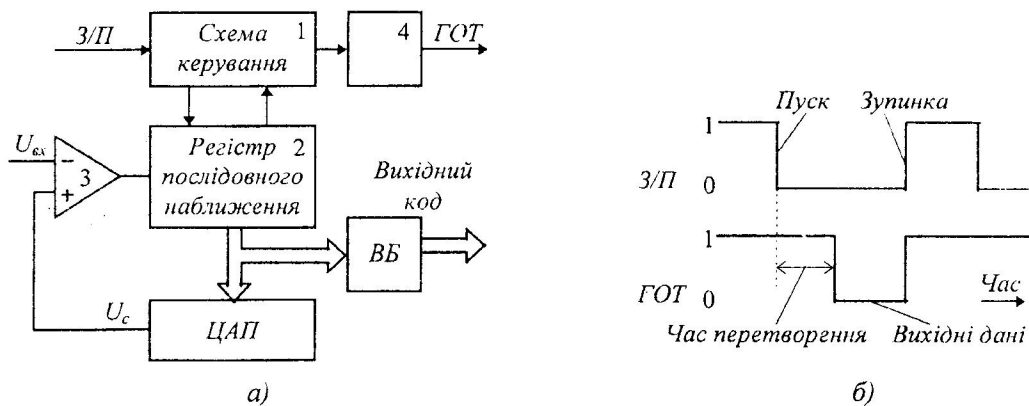 З/П
Схема 1
керування
4
ГОТ
Uвх
−
+
3
Регістр 2
послідовного
наближення
Вихідний
код
ВБ
Uс
ЦАП
а)
Пуск
Зупинка
1
З/П
0
1
ГОТ
0
Час
Час перетворення
Вихідні дані
б)